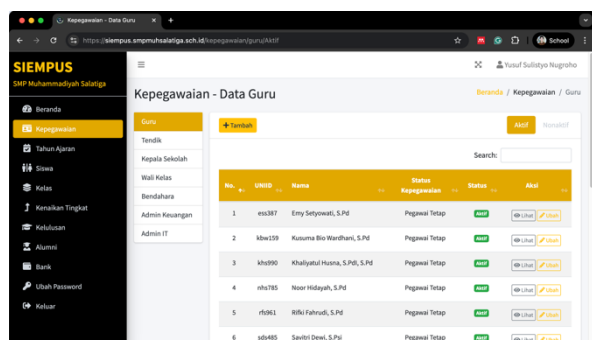 Kepegawaian - Data Guru
https://siempus.smpmuhsalatiga.sch.id/kepegawaian/guru/Aktif
School
SIEMPUS
SMP Muhammadiyah Salatiga
Beranda
Kepegawaian
Tahun Ajaran
Siswa
Kelas
Kenaikan Tingkat
Kelulusan
Alumni
Bank
Ubah Password
Keluar
Yusuf Sulistyo Nugroho
Kepegawaian - Data Guru
Beranda / Kepegawaian / Guru
Guru
Tendik
Kepala Sekolah
Wali Kelas
Bendahara
Admin Keuangan
Admin IT
+ Tambah
Aktif Nonaktif
Search:
No. UNIID Nama Status Kepegawaian Status Aksi
1 ess387 Emy Setyowati, S.Pd Pegawai Tetap Aktif Lihat Ubah
2 kbw159 Kusuma Bio Wardhani, S.Pd Pegawai Tetap Aktif Lihat Ubah
3 khs990 Khaliyatul Husna, S.PdI, S.Pd Pegawai Tetap Aktif Lihat Ubah
4 nhs785 Noor Hidayah, S.Pd Pegawai Tetap Aktif Lihat Ubah
5 rfs961 Rifki Fahrudi, S.Pd Pegawai Tetap Aktif Lihat Ubah
6 sds485 Savitri Dewi, S.Psi Pegawai Tetap Aktif Lihat Ubah